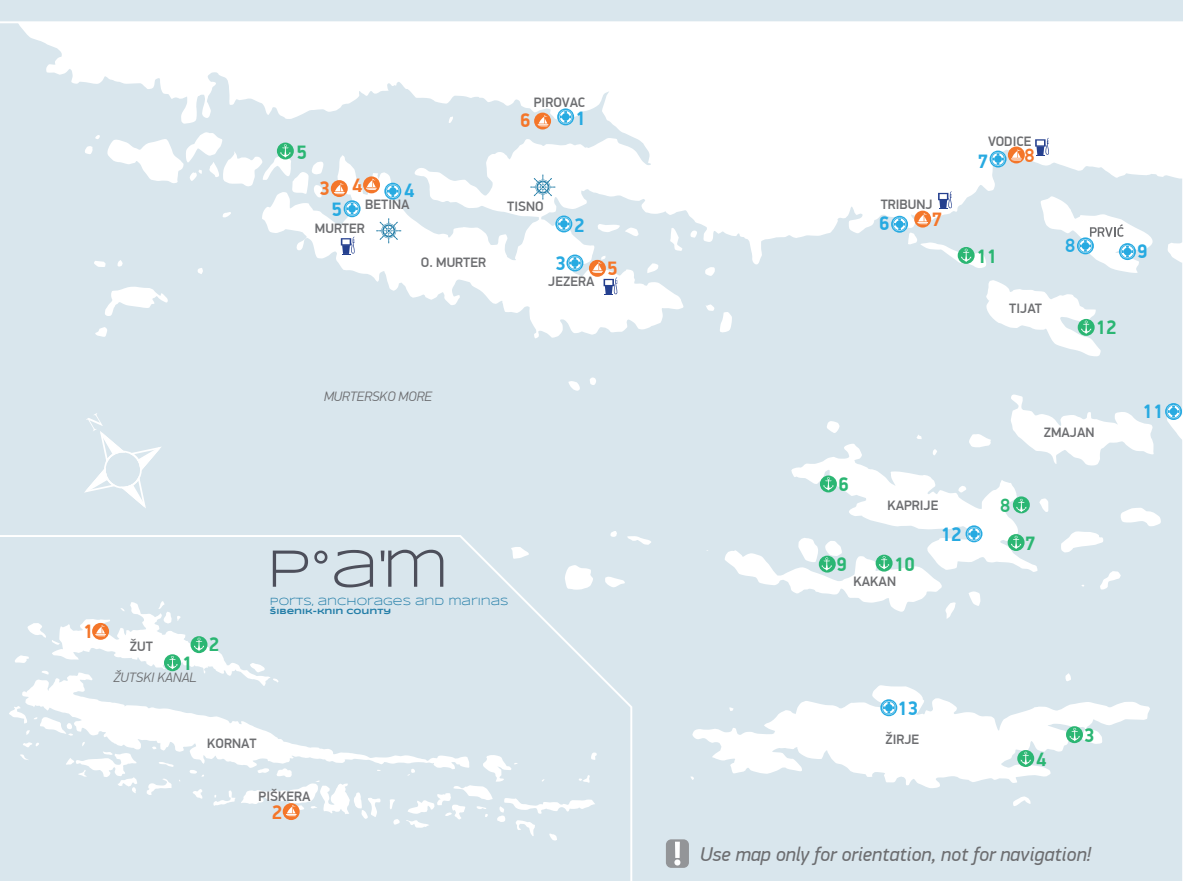 PIROVAC
6 1
5
VODICE
7 8
3 4 4
5 BETINA
TISNO
TRIBUNJ
6 7
MURTER
2
PRVIĆ
8 9
O. MURTER
3 5
JEZERA
11
TIJAT
12
MURTERSKO MORE
N
11
ZMAJAN
6
KAPRIJE
8
12
7
9 10
KAKAN
P°a'm
Ports, anchorages and marinas
Šibenik-Knin County
1
ŽUT
2
1
ŽUTSKI KANAL
KORNAT
PIŠKERA
2
13
ŽIRJE
3
4
! Use map only for orientation, not for navigation!